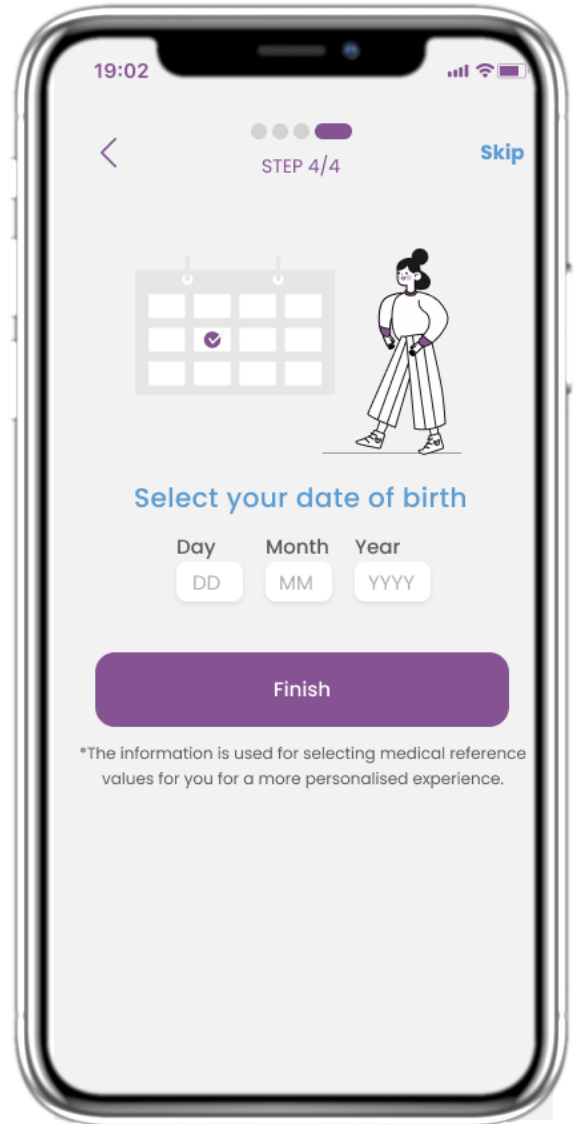 19:02
Skip
STEP 4/4
Select your date of birth
Day Month Year
DD MM YYYY
Finish
*The information is used for selecting medical reference
values for you for a more personalised experience.